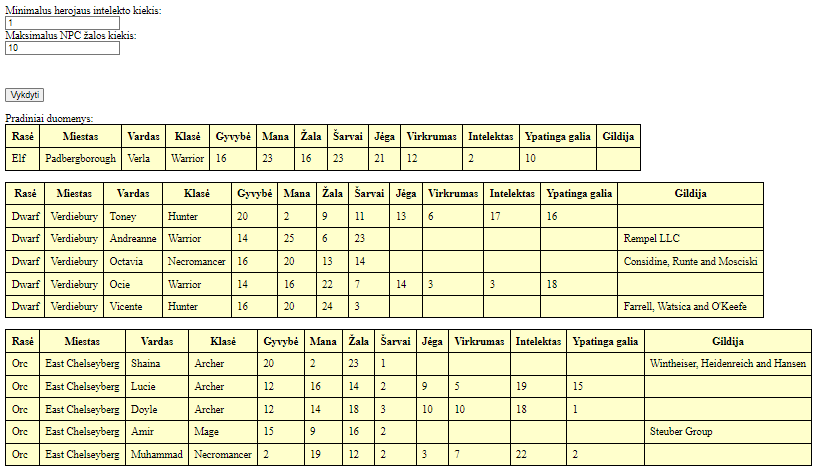 Minimalus herojaus intelekto kiekis:
1
Maksimalus NPC žalos kiekis:
10
Vykdyti
Pradiniai duomenys:
Rasė Miestas Vardas Klasė Gyvybė Mana Žala Šarvai Jėga Virkrumas Intelektas Ypatinga galia Gildija
Elf Padbergborough Verla Warrior 16 23 16 23 21 12 2 10
Rasė Miestas Vardas Klasė Gyvybė Mana Žala Šarvai Jėga Virkrumas Intelektas Ypatinga galia Gildija
Dwarf Verdiebury Toney Hunter 20 2 9 11 13 6 17 16
Dwarf Verdiebury Andreanne Warrior 14 25 6 23 Rempel LLC
Dwarf Verdiebury Octavia Necromancer 16 20 13 14 Considine, Runte and Mosciski
Dwarf Verdiebury Ocie Warrior 14 16 22 7 14 3 3 18
Dwarf Verdiebury Vicente Hunter 16 20 24 3 Farrell, Watsica and O'Keefe
Rasė Miestas Vardas Klasė Gyvybė Mana Žala Šarvai Jėga Virkrumas Intelektas Ypatinga galia Gildija
Orc East Chelseyberg Shaina Archer 20 2 23 1 Wintheiser, Heidenreich and Hansen
Orc East Chelseyberg Lucie Archer 12 16 14 2 9 5 19 15
Orc East Chelseyberg Doyle Archer 12 14 18 3 10 10 18 1
Orc East Chelseyberg Amir Mage 15 9 16 2 Steuber Group
Orc East Chelseyberg Muhammad Necromancer 2 19 12 2 3 7 22 2